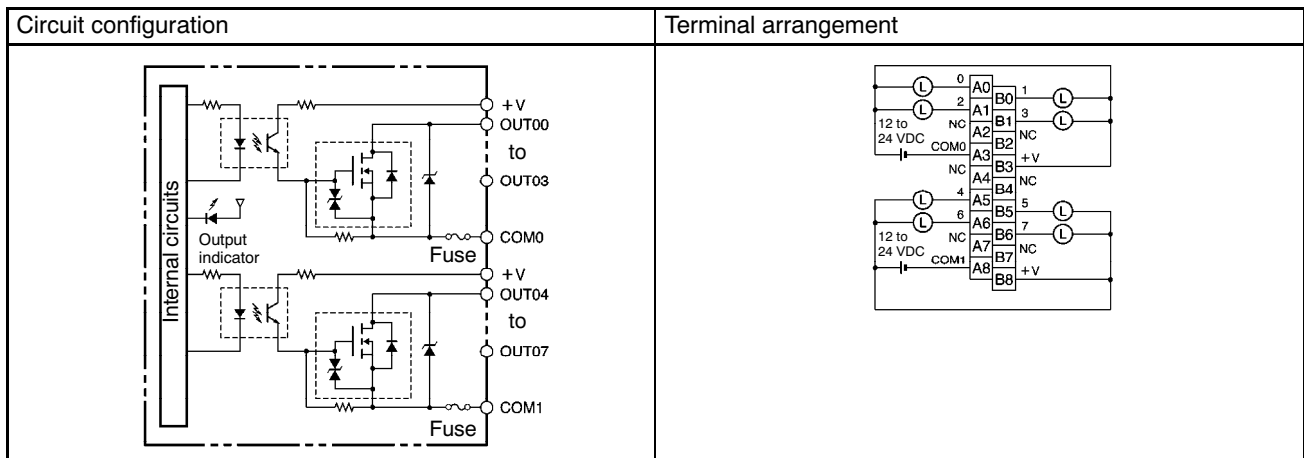 Circuit configuration
Terminal arrangement
Internal circuits
+V
OUT00
to
OUT03
COM0
Fuse
Output
indicator
+V
OUT04
to
OUT07
COM1
Fuse
L 0 A0
B0 1 L
L 2 A1
B1 3 L
12 to
24 VDC
NC A2
B2 NC
COM0 A3
B3 +V
NC A4
B4 NC
L 4 A5
B5 5 L
L 6 A6
B6 7 L
12 to
24 VDC
NC A7
B7 NC
COM1 A8
B8 +V